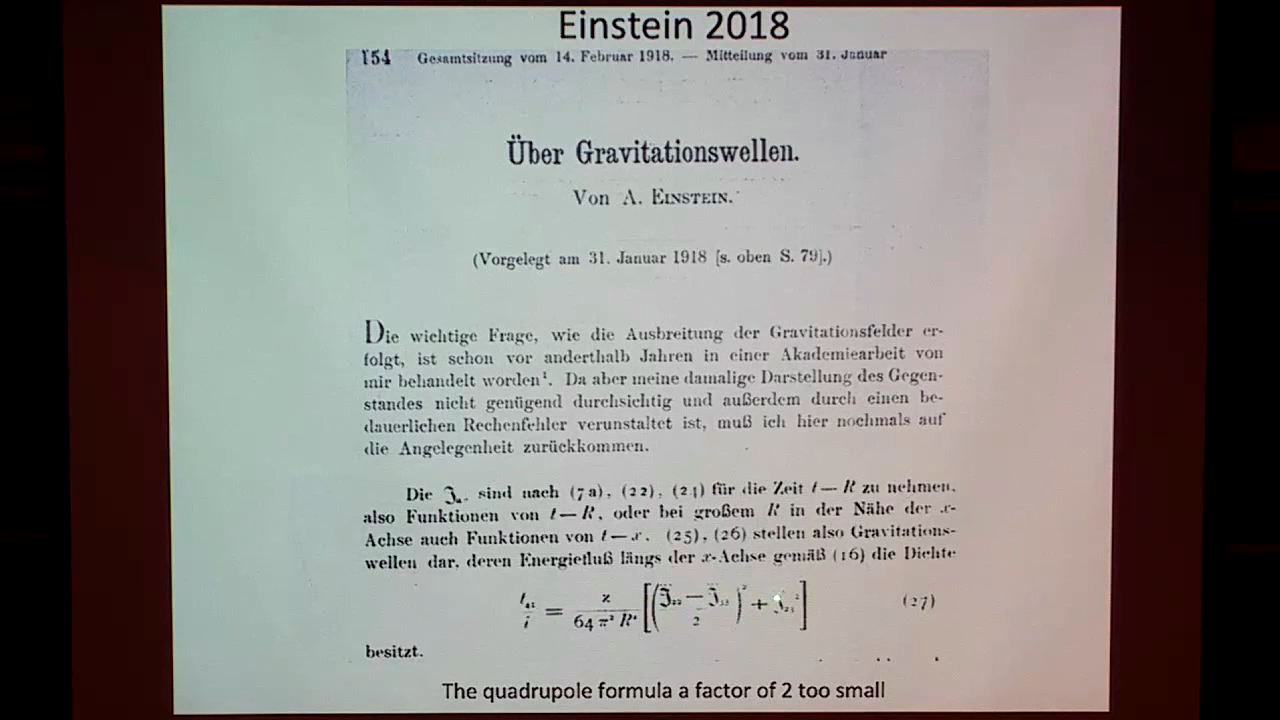 Einstein 2018
154 Gesamtsitzung vom 14. Februar 1918. — Mitteilung vom 31. Januar
Über Gravitationswellen.
Von A. EINSTEIN.
(Vorgelegt am 31. Januar 1918 [s. oben S. 79].)
Die wichtige Frage, wie die Ausbreitung der Gravitationsfelder er-
folgt, ist schon vor anderthalb Jahren in einer Akademiearbeit von
mir behandelt worden¹. Da aber meine damalige Darstellung des Gegen-
standes nicht genügend durchsichtig und außerdem durch einen be-
dauerlichen Rechenfehler verunstaltet ist, muß ich hier nochmals auf
die Angelegenheit zurückkommen.
Die sind nach (7a), (22), (24) für die Zeit t—R zu nehmen,
also Funktionen von t—R, oder bei großem R in der Nähe der x-
Achse auch Funktionen von t—x. (25), (26) stellen also Gravitations-
wellen dar, deren Energiefluß längs der x-Achse gemäß (16) die Dichte
(27)
besitzt.
The quadrupole formula a factor of 2 too small